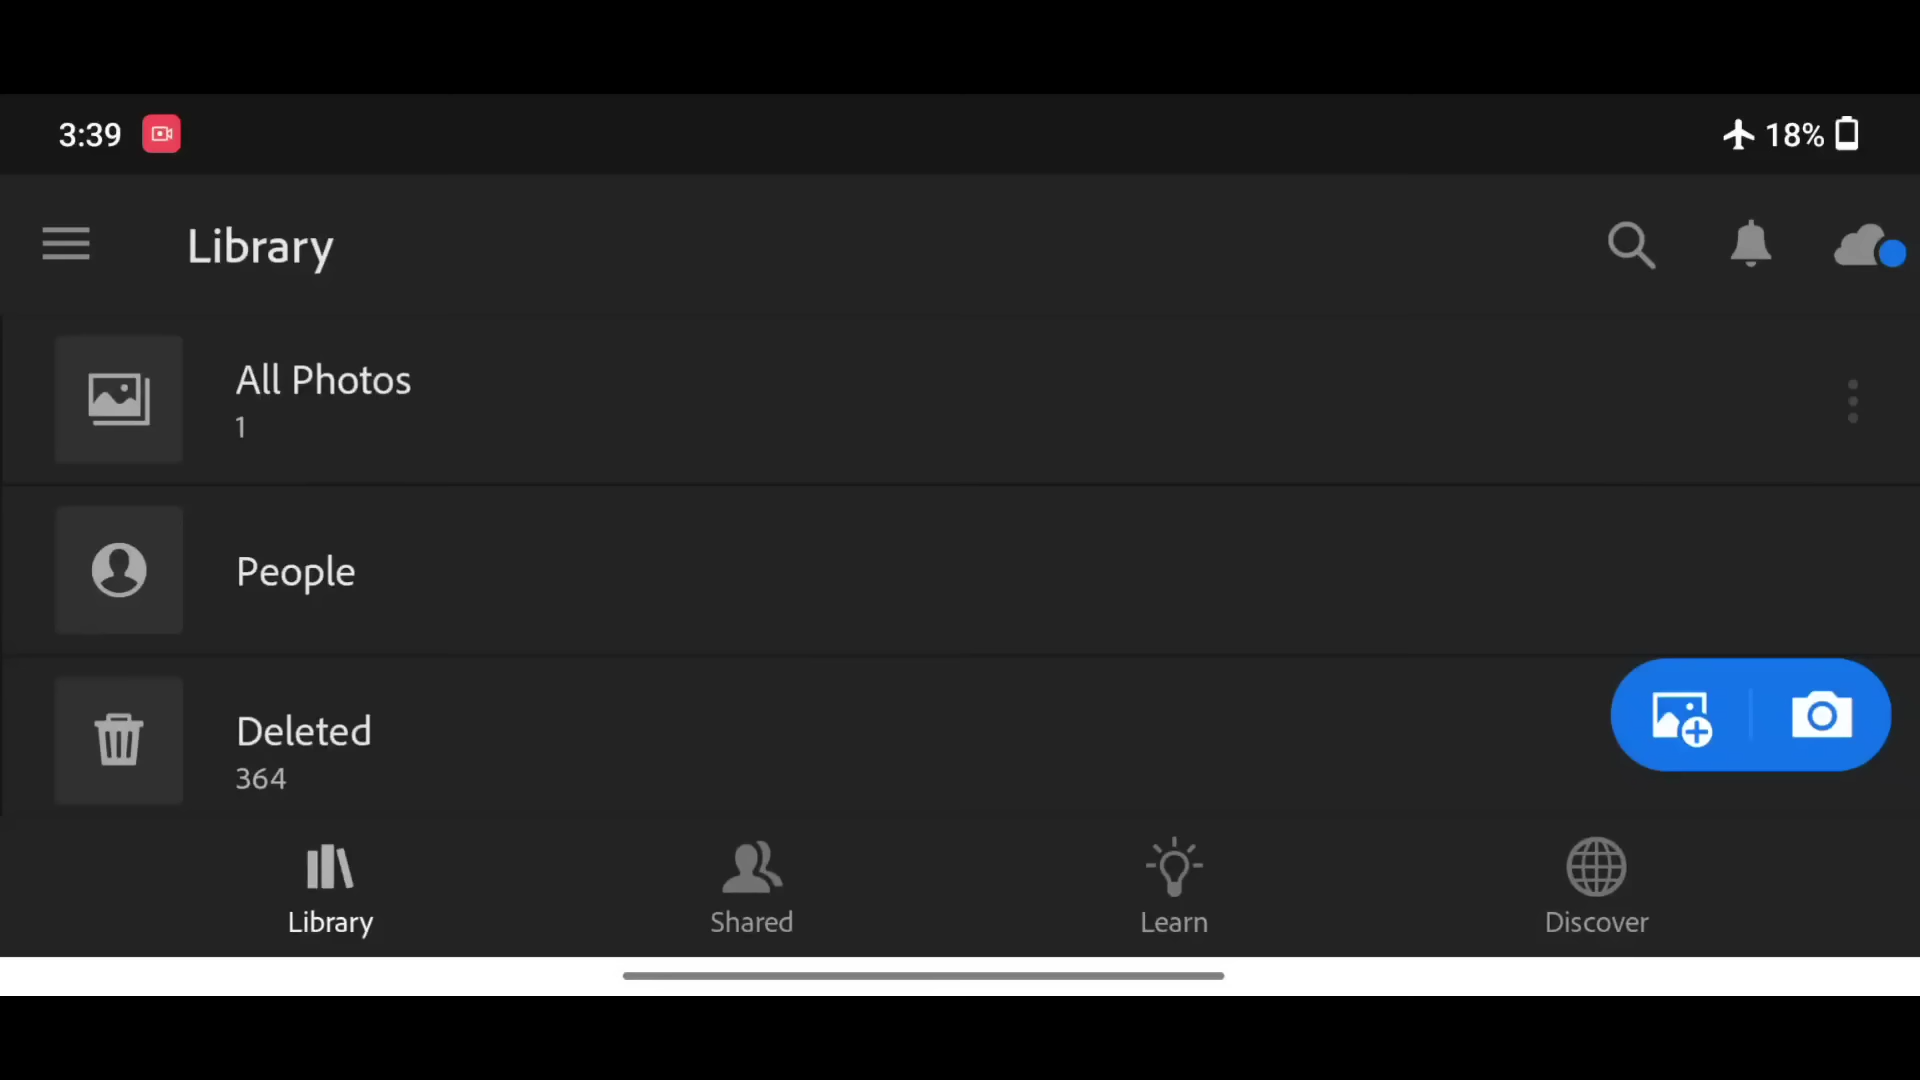 3:39
18%
Library
All Photos
1
People
Deleted
364
Library
Shared
Learn
Discover